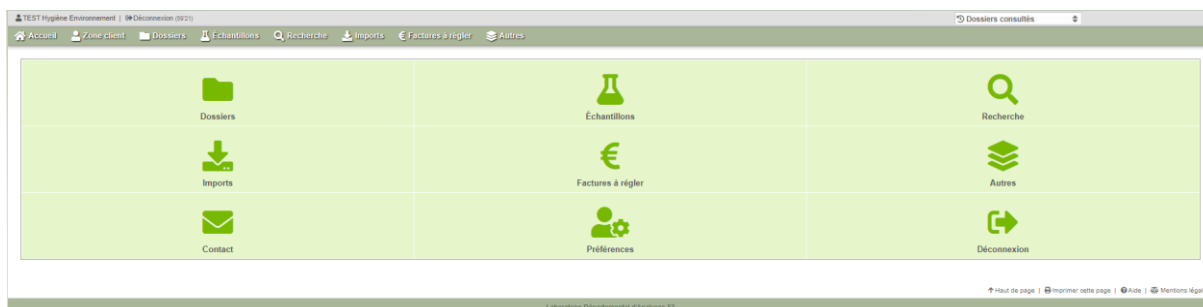 TEST Hygiène Environnement | Déconnexion (59'21)
Dossiers consultés
Accueil Zone client Dossiers Échantillons Recherche Imports € Factures à régler Autres
Dossiers Échantillons Recherche
Imports Factures à régler Autres
Contact Préférences Déconnexion
Haut de page | Imprimer cette page | Aide | Mentions légal
Laboratoire Départemental d'Analyses